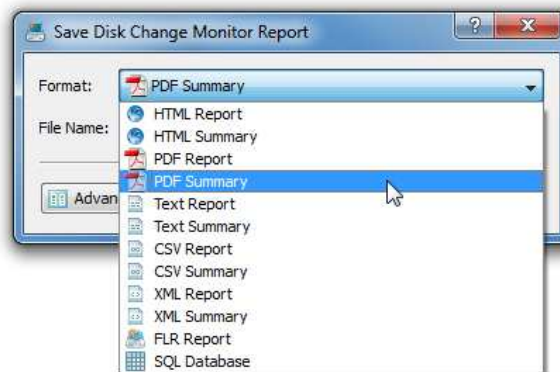 Save Disk Change Monitor Report
?
Format:
PDF Summary
File Name:
HTML Report
HTML Summary
PDF Report
PDF Summary
Advan
Text Report
Text Summary
CSV Report
CSV Summary
XML Report
XML Summary
FLR Report
SQL Database